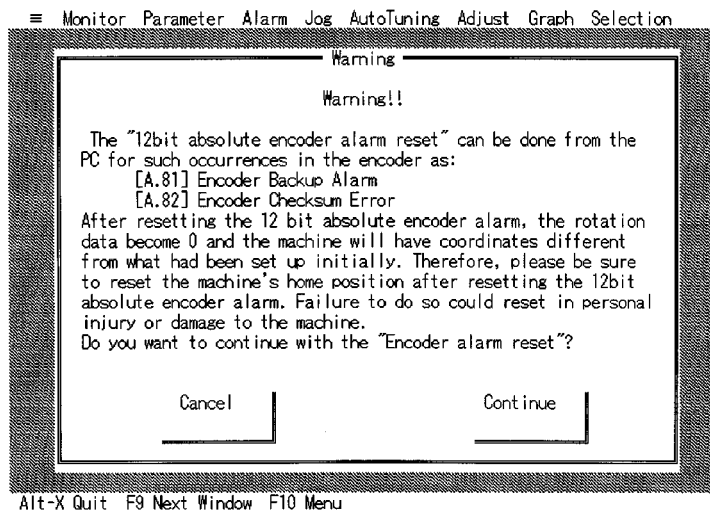 ≡ Monitor Parameter Alarm Jog AutoTuning Adjust Graph Selection
Warning
Warning!!
The "12bit absolute encoder alarm reset" can be done from the
PC for such occurrences in the encoder as:
[A.81] Encoder Backup Alarm
[A.82] Encoder Checksum Error
After resetting the 12 bit absolute encoder alarm, the rotation
data become 0 and the machine will have coordinates different
from what had been set up initially. Therefore, please be sure
to reset the machine's home position after resetting the 12bit
absolute encoder alarm. Failure to do so could reset in personal
injury or damage to the machine.
Do you want to continue with the "Encoder alarm reset"?
Cancel Continue
Alt-X Quit F9 Next Window F10 Menu